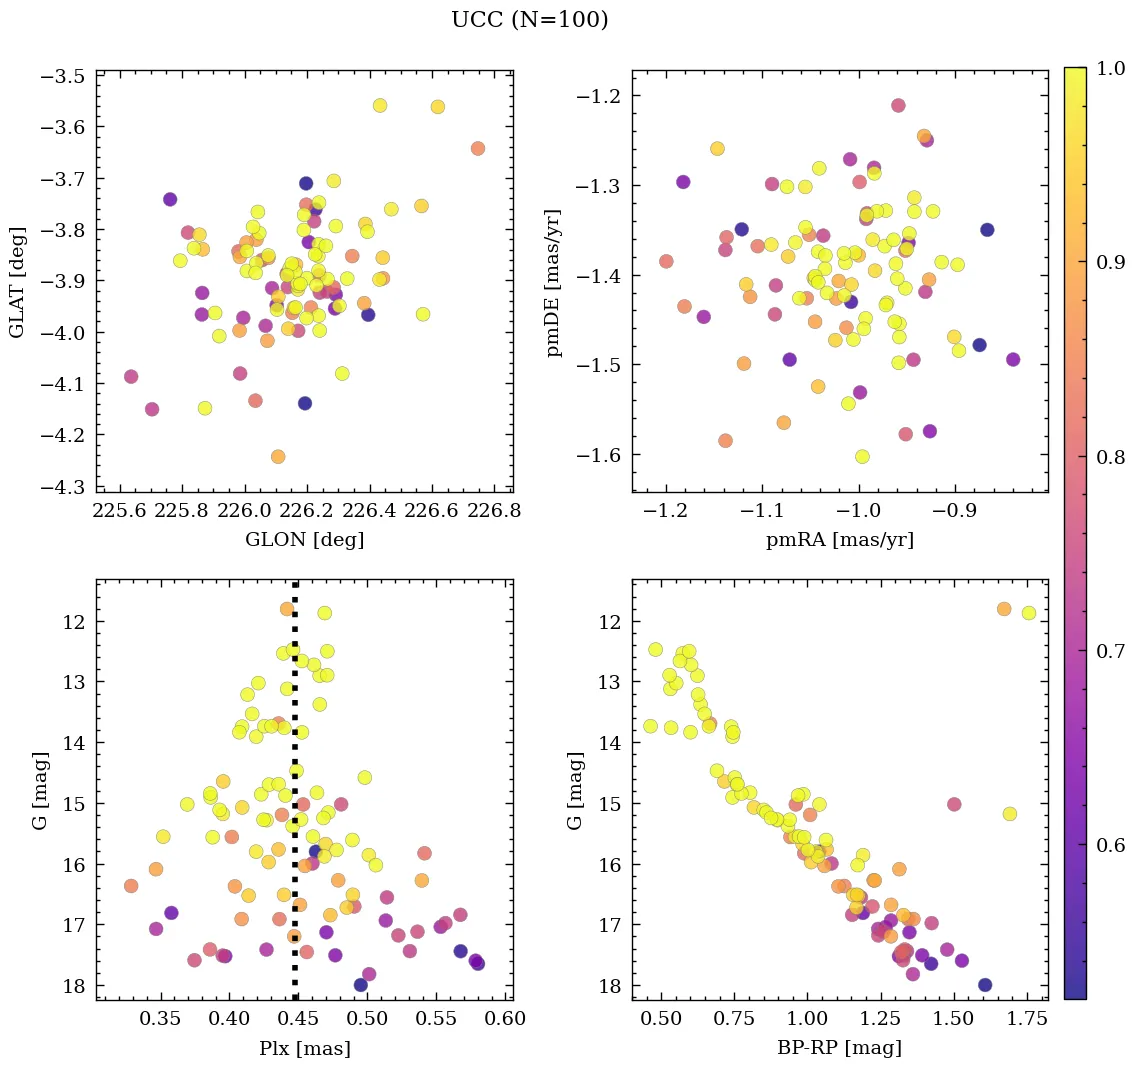 UCC (N=100)
−3.5
−3.6
−3.7
−3.8
−3.9
−4.0
−4.1
−4.2
−4.3
GLAT [deg]
225.6 225.8 226.0 226.2 226.4 226.6 226.8
GLON [deg]
−1.2
−1.3
−1.4
−1.5
−1.6
pmDE [mas/yr]
−1.2 −1.1 −1.0 −0.9
pmRA [mas/yr]
12
13
14
15
16
17
18
G [mag]
0.35 0.40 0.45 0.50 0.55 0.60
Plx [mas]
12
13
14
15
16
17
18
G [mag]
0.50 0.75 1.00 1.25 1.50 1.75
BP-RP [mag]
1.0
0.9
0.8
0.7
0.6